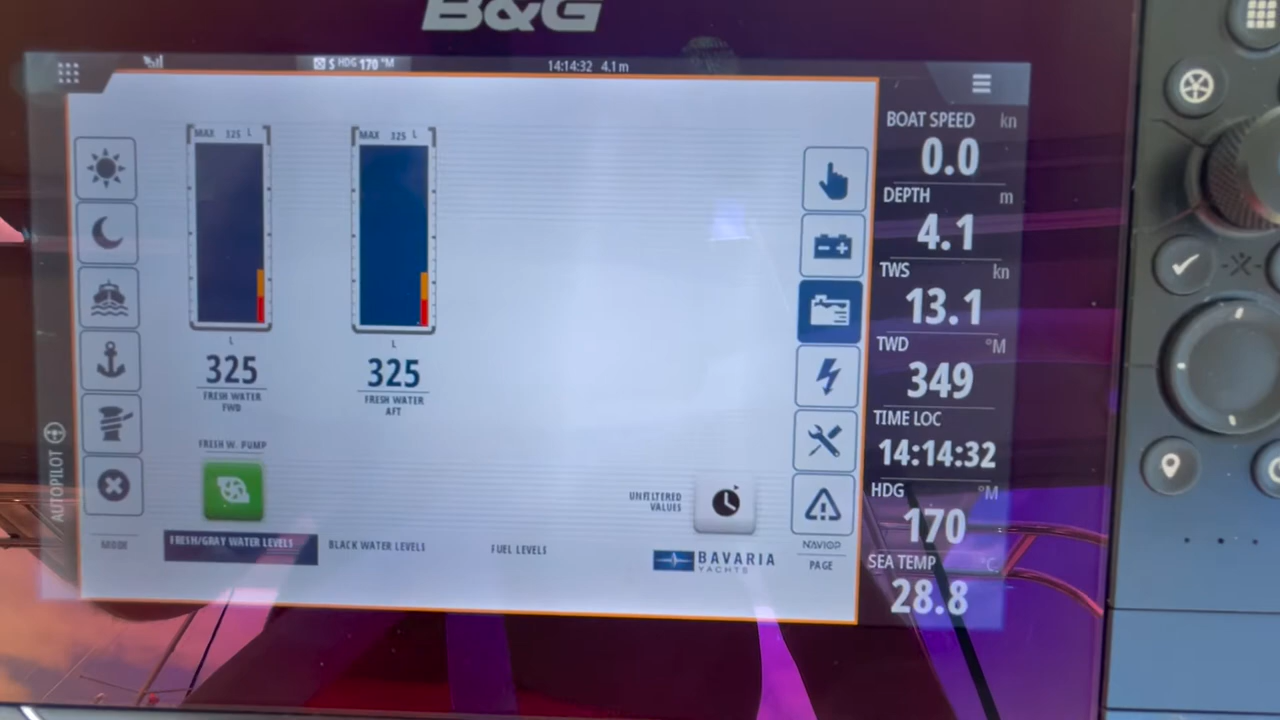 B&G
S HDG 170 °M
14:14:32 4.1 m
MAX 325 L
MAX 325 L
L
L
325
325
FRESH WATER
FWD
FRESH WATER
AFT
FRESH W. PUMP
UNFILTERED
VALUES
MODE
FRESH/GRAY WATER LEVELS
BLACK WATER LEVELS
FUEL LEVELS
BAVARIA
YACHTS
NAVIOP
PAGE
AUTOPILOT
BOAT SPEED kn
0.0
DEPTH m
4.1
TWS kn
13.1
TWD °M
349
TIME LOC
14:14:32
HDG °M
170
SEA TEMP °C
28.8